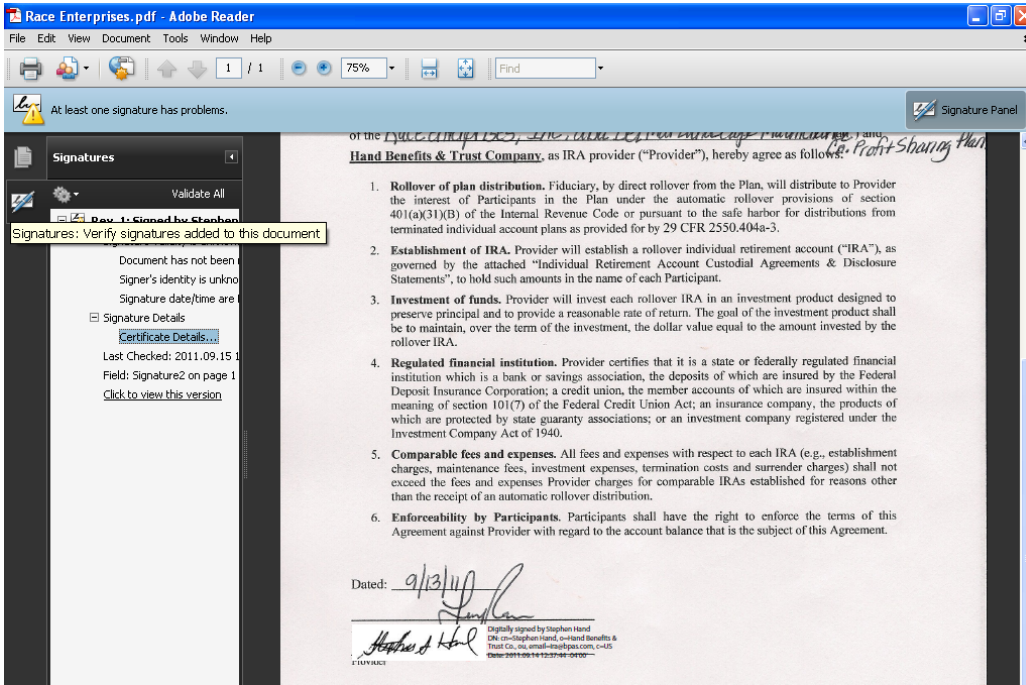 Race Enterprises.pdf - Adobe Reader
File Edit View Document Tools Window Help
1 / 1 75% Find
At least one signature has problems.
Signature Panel
Signatures
Validate All
Rev. 1: Signed by Stephen
Signatures: Verify signatures added to this document
Document has not been
Signer's identity is unkno
Signature date/time are
Signature Details
Certificate Details...
Last Checked: 2011.09.15 1
Field: Signature2 on page 1
Click to view this version
of the Race Enterprises, Inc, and
and
Co. Profit Sharing Plan
Hand Benefits & Trust Company, as IRA provider ("Provider"), hereby agree as follows:
1. Rollover of plan distribution. Fiduciary, by direct rollover from the Plan, will distribute to Provider
the interest of Participants in the Plan under the automatic rollover provisions of section
401(a)(31)(B) of the Internal Revenue Code or pursuant to the safe harbor for distributions from
terminated individual account plans as provided for by 29 CFR 2550.404a-3.
2. Establishment of IRA. Provider will establish a rollover individual retirement account ("IRA"), as
governed by the attached "Individual Retirement Account Custodial Agreements & Disclosure
Statements", to hold such amounts in the name of each Participant.
3. Investment of funds. Provider will invest each rollover IRA in an investment product designed to
preserve principal and to provide a reasonable rate of return. The goal of the investment product shall
be to maintain, over the term of the investment, the dollar value equal to the amount invested by the
rollover IRA.
4. Regulated financial institution. Provider certifies that it is a state or federally regulated financial
institution which is a bank or savings association, the deposits of which are insured by the Federal
Deposit Insurance Corporation; a credit union, the member accounts of which are insured within the
meaning of section 101(7) of the Federal Credit Union Act; an insurance company, the products of
which are protected by state guaranty associations; or an investment company registered under the
Investment Company Act of 1940.
5. Comparable fees and expenses. All fees and expenses with respect to each IRA (e.g., establishment
charges, maintenance fees, investment expenses, termination costs and surrender charges) shall not
exceed the fees and expenses Provider charges for comparable IRAs established for reasons other
than the receipt of an automatic rollover distribution.
6. Enforceability by Participants. Participants shall have the right to enforce the terms of this
Agreement against Provider with regard to the account balance that is the subject of this Agreement.
Dated: 9/13/11
Stephen A Hand
Digitally signed by Stephen Hand
DN: cn=Stephen Hand, o=Hand Benefits &
Trust Co., ou, email=ira@bpas.com, c=US
Date: 2011.09.14 12:37:44 -04'00'
Provider